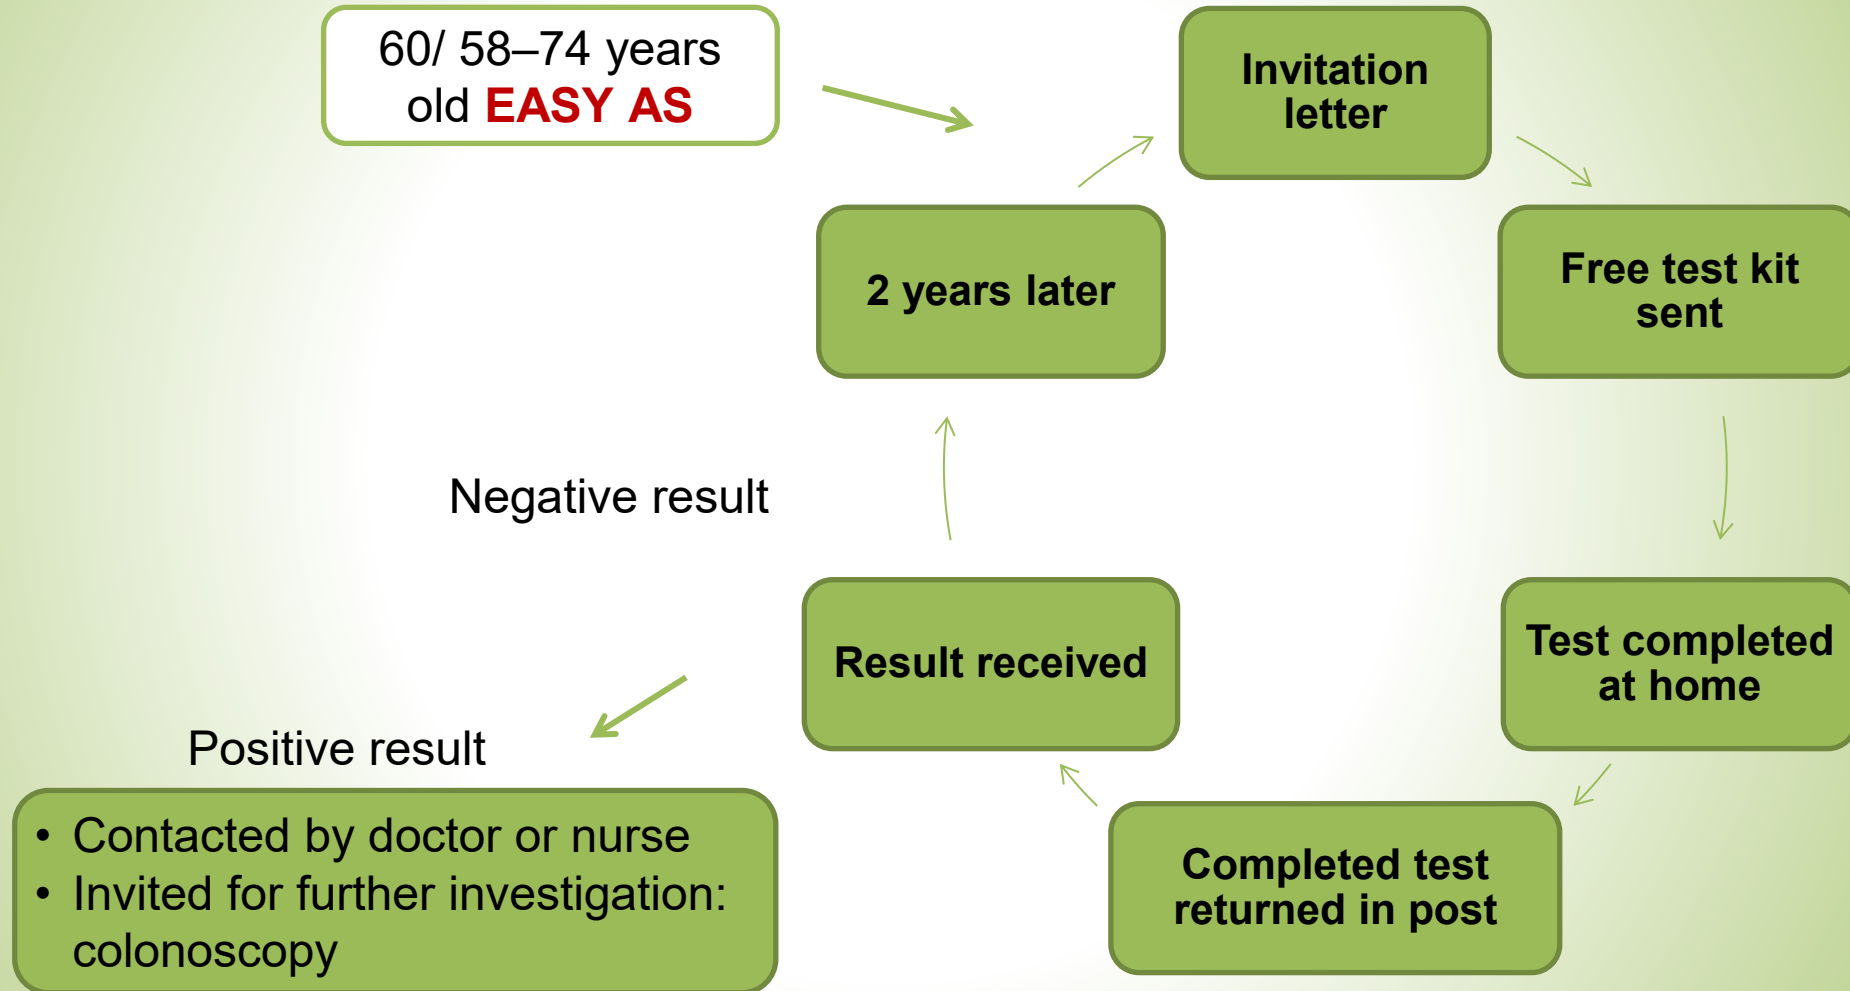 60/ 58–74 years
old EASY AS
Invitation
letter
Free test kit
sent
Test completed
at home
Completed test
returned in post
Result received
2 years later
Negative result
Positive result
• Contacted by doctor or nurse
• Invited for further investigation:
colonoscopy